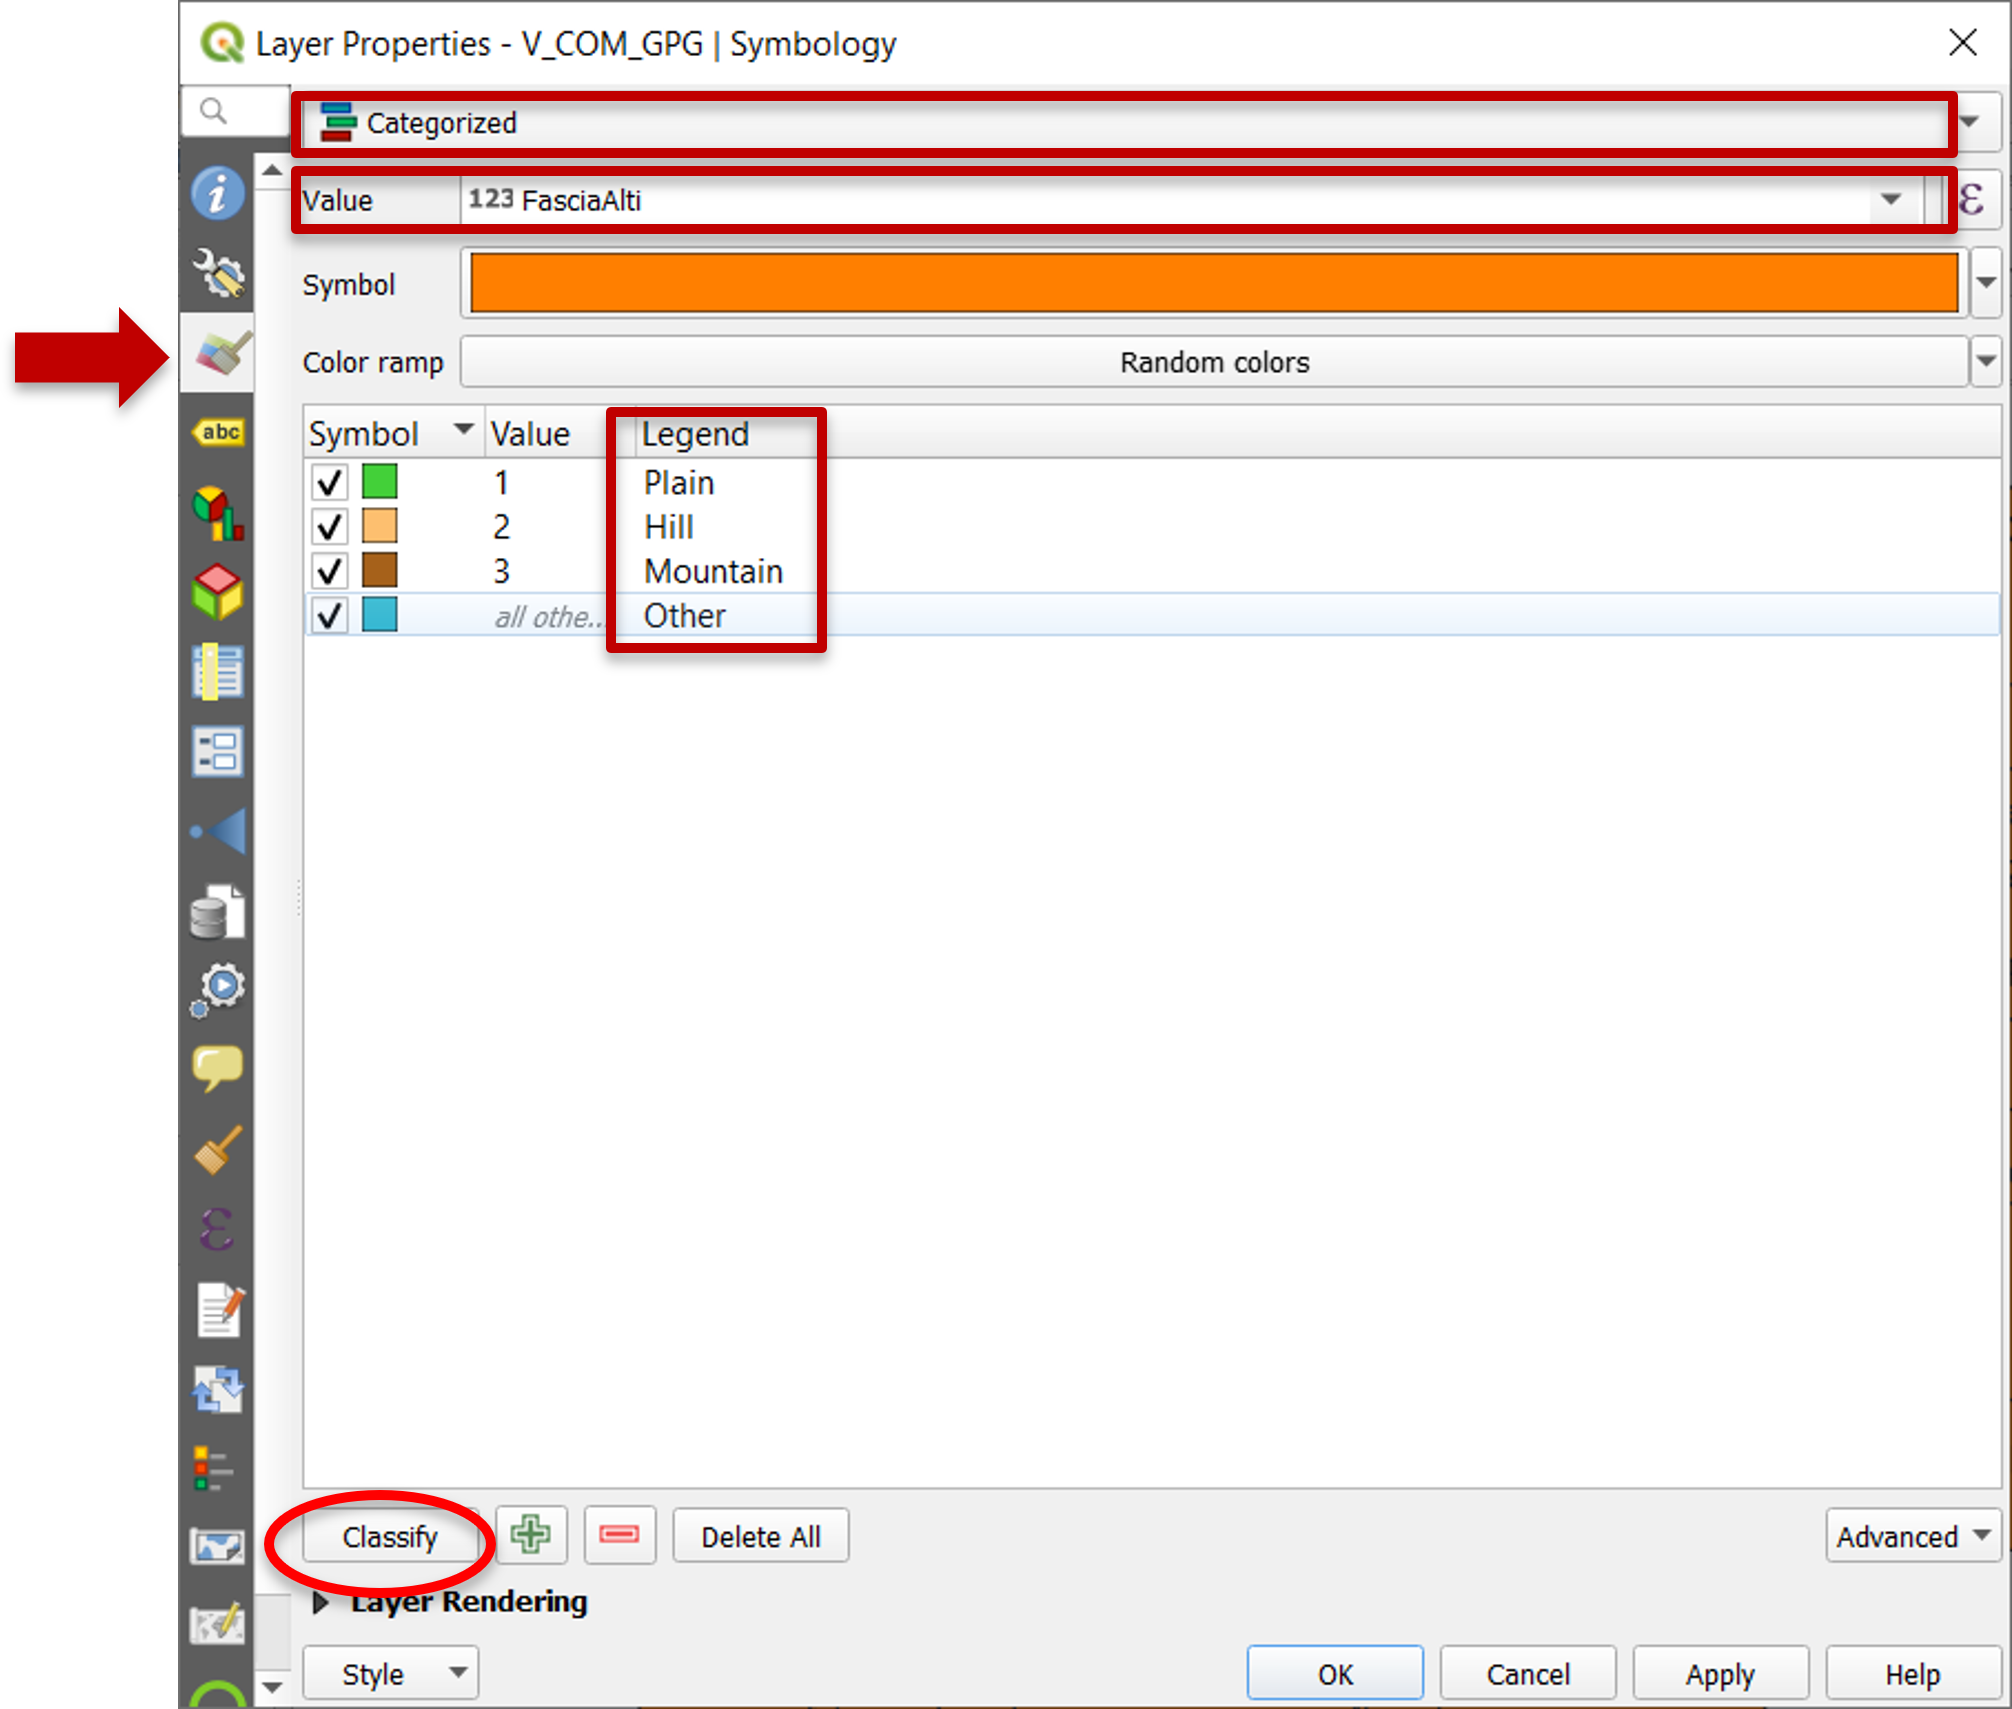 Layer Properties - V_COM_GPG | Symbology
Categorized
Value 123 FasciaAlti ε
Symbol
Color ramp Random colors
Symbol Value Legend
1 Plain
2 Hill
3 Mountain
all othe... Other
abc
Classify Delete All Advanced
Layer Rendering
Style OK Cancel Apply Help